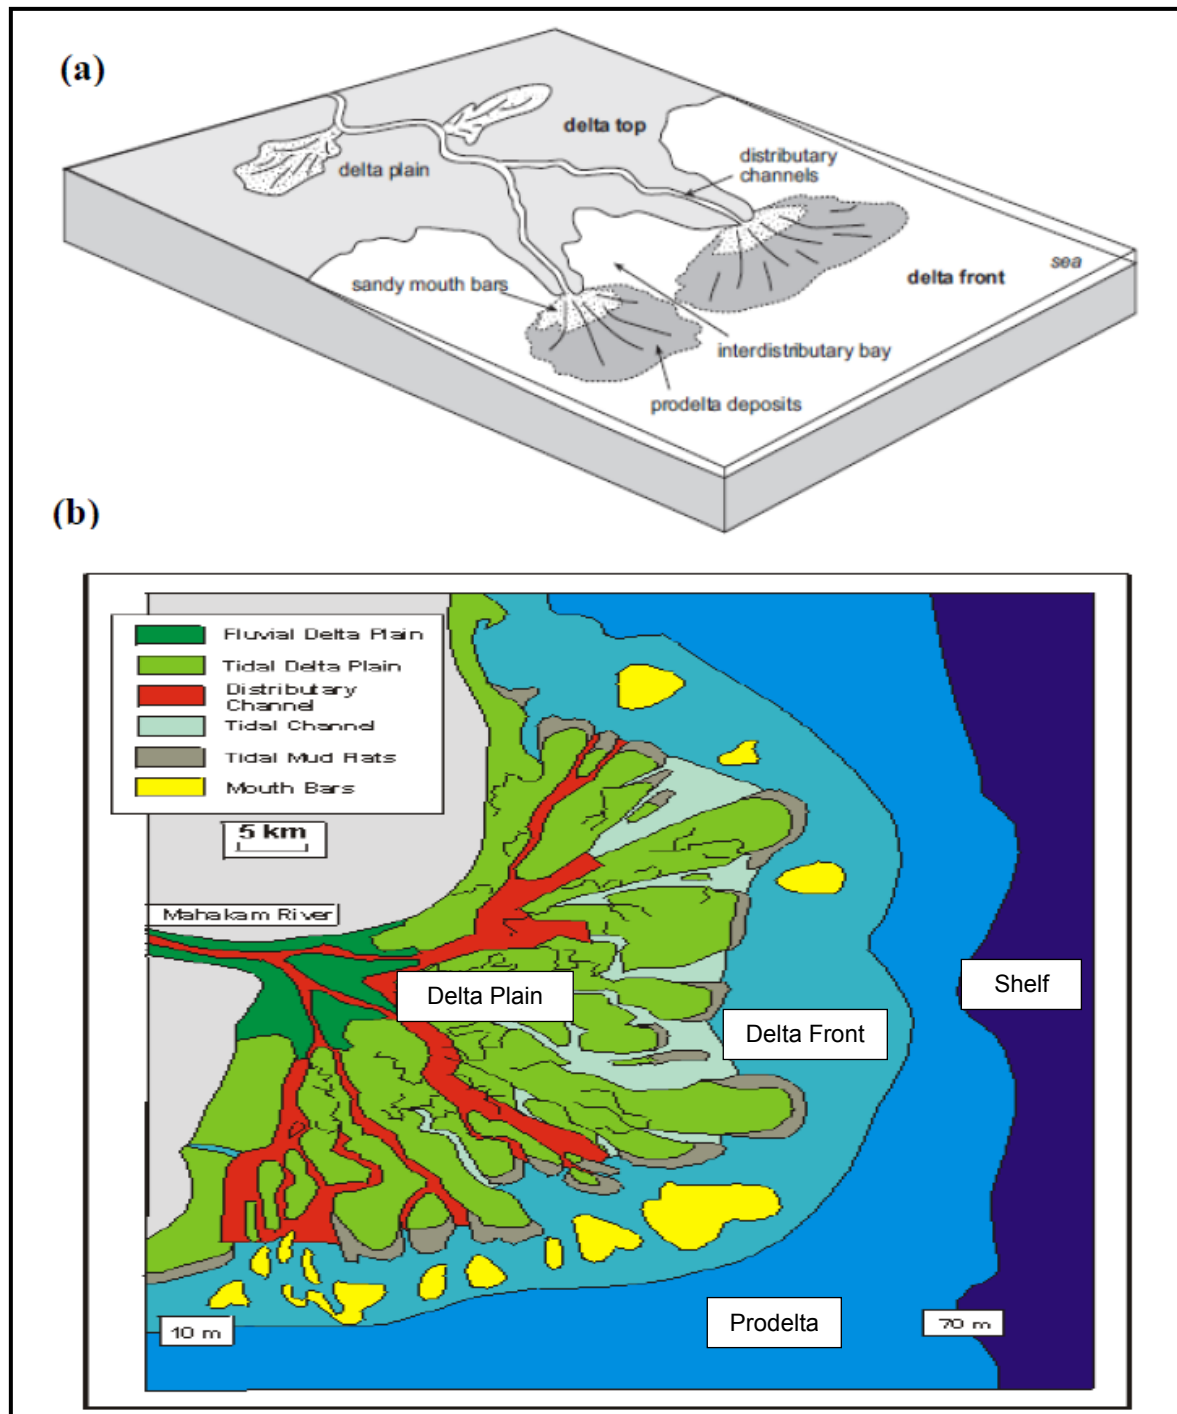 (a)
delta top
distributary
channels
delta plain
sea
delta front
sandy mouth bars
interdistributary bay
prodelta deposits
(b)
Fluvial Delta Plain
Tidal Delta Plain
Distributary
Channel
Tidal Channel
Tidal Mud Flats
Mouth Bars
5 km
Mahakam River
Delta Plain
Shelf
Delta Front
Prodelta
10 m
70 m